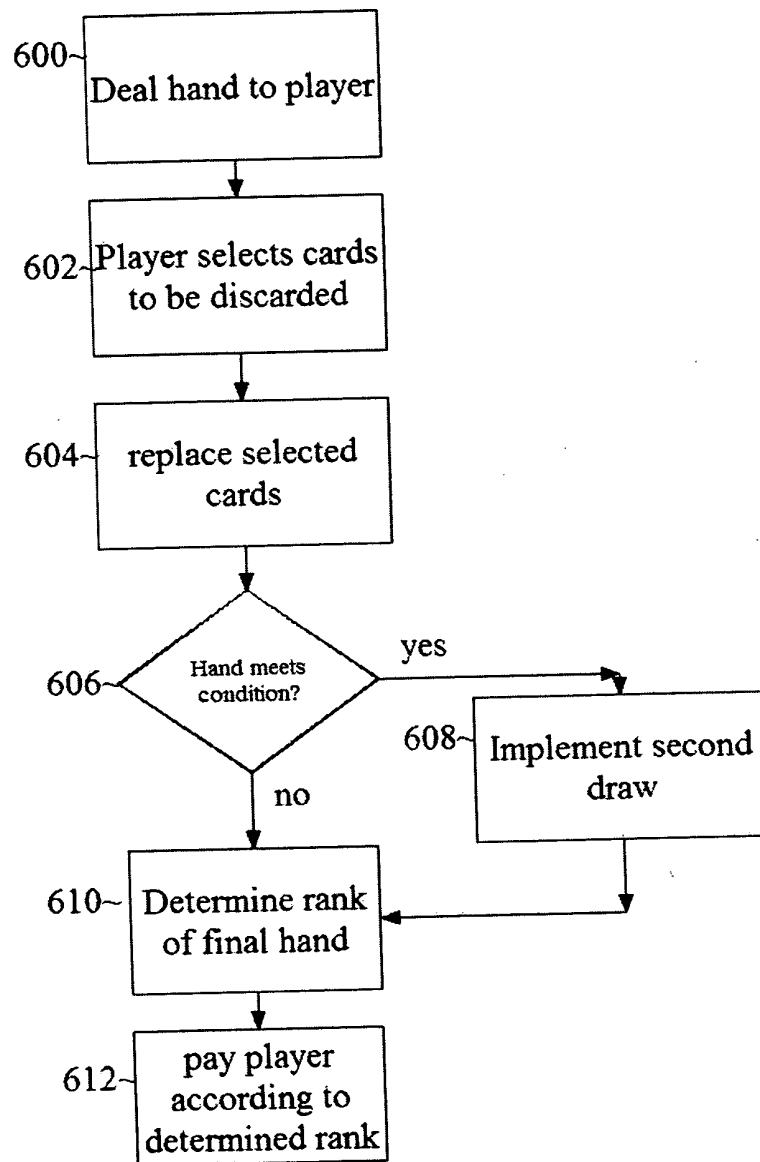 600
Deal hand to player
602
Player selects cards
to be discarded
604
replace selected
cards
606
Hand meets
condition?
yes
608
Implement second
draw
no
610
Determine rank
of final hand
612
pay player
according to
determined rank